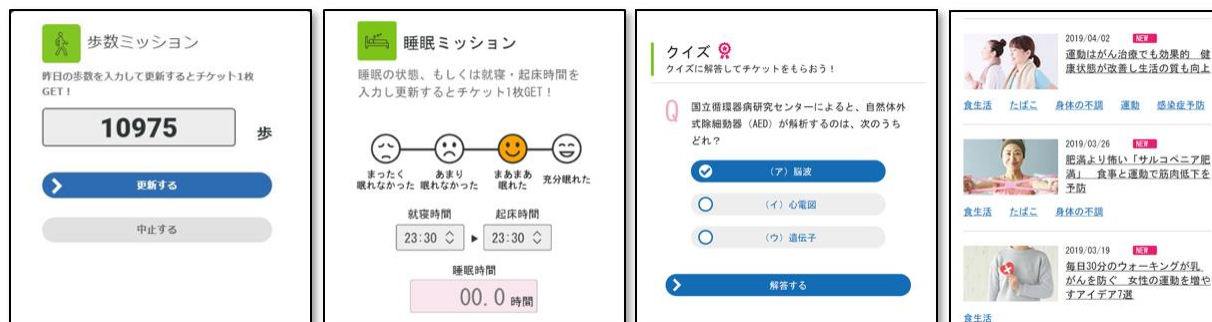 歩数ミッション
昨日の歩数を入力して更新するとチケット1枚
GET！
10975 歩
更新する
中止する
睡眠ミッション
睡眠の状態、もしくは就寝・起床時間を
入力し更新するとチケット1枚GET！
まったく
眠れなかった
あまり
眠れなかった
まあまあ
眠れた
充分眠れた
就寝時間 起床時間
23:30 ▶ 23:30
睡眠時間
00.0 時間
クイズ
クイズに解答してチケットをもらおう！
Q 国立循環器病研究センターによると、自然体外
式除細動器（AED）が解析するのは、次のうち
どれ？
（ア）脳波
（イ）心電図
（ウ）遺伝子
解答する
2019/04/02 NEW
運動はがん治療でも効果的 健
康状態が改善し生活の質も向上
食生活 たばこ 身体の不調 運動 感染症予防
2019/03/26 NEW
肥満より怖い「サルコペニア肥
満」 食事と運動で筋肉低下を
予防
食生活 たばこ 身体の不調
2019/03/19 NEW
毎日30分のウォーキングが乳
がんを防ぐ 女性の運動を増や
すアイデア7選
食生活